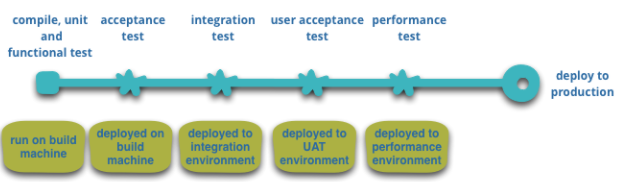 compile, unit
and
functional test
acceptance
test
integration
test
user acceptance
test
performance
test
deploy to
production
run on build
machine
deployed on
build
machine
deployed to
integration
environment
deployed to
UAT
environment
deployed to
performance
environment